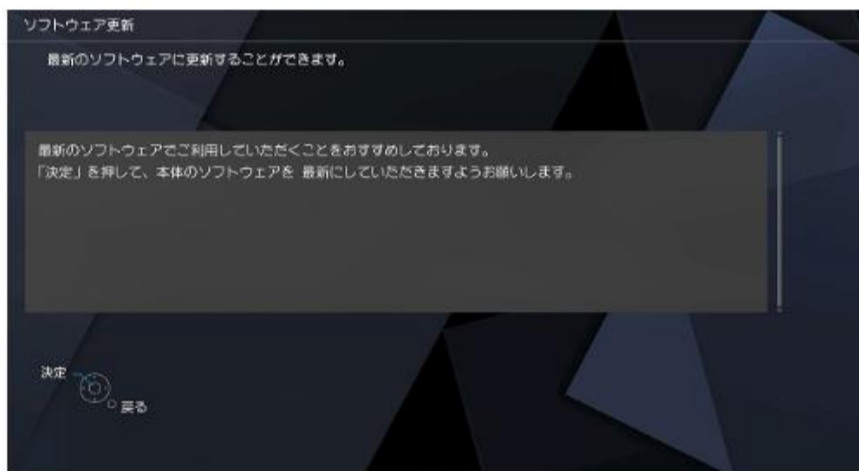 ソフトウェア更新
最新のソフトウェアに更新することができます。
最新のソフトウェアでご利用していただくことをおすすめしております。
「決定」を押して、本体のソフトウェアを 最新にしていただきますようお願いします。
決定
戻る